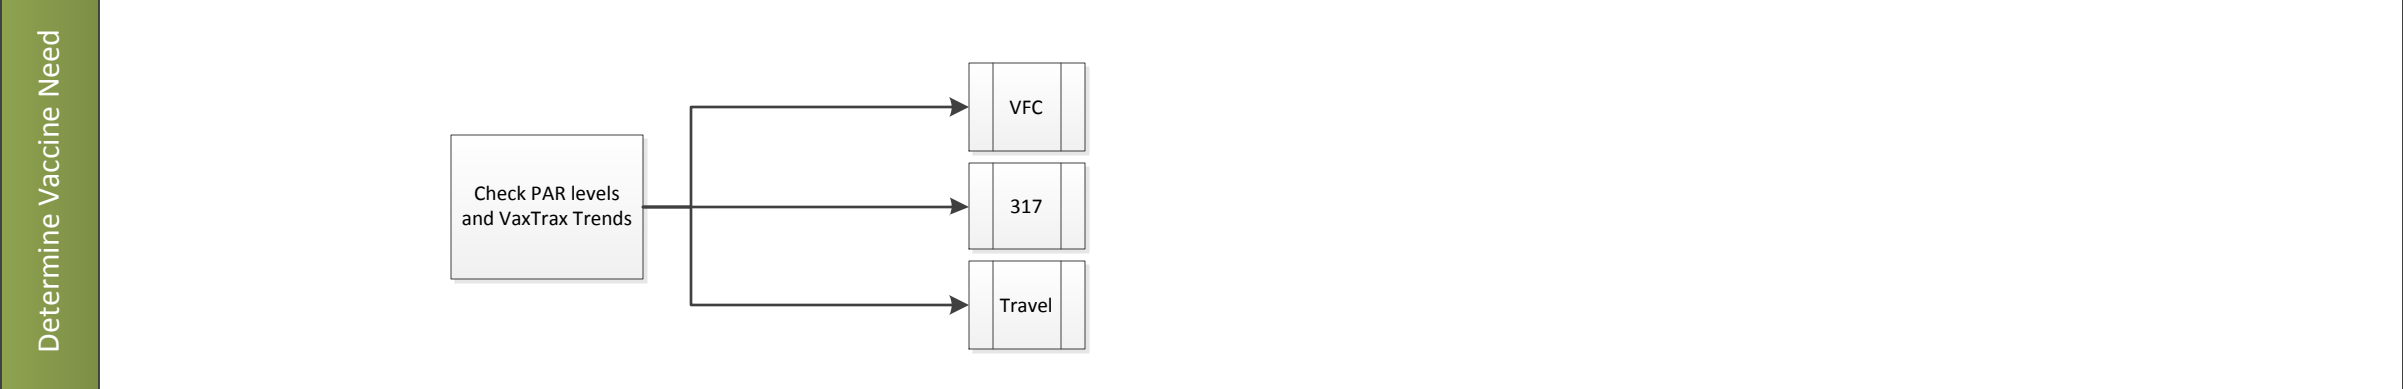 Determine Vaccine Need
Check PAR levels
and VaxTrax Trends
VFC
317
Travel